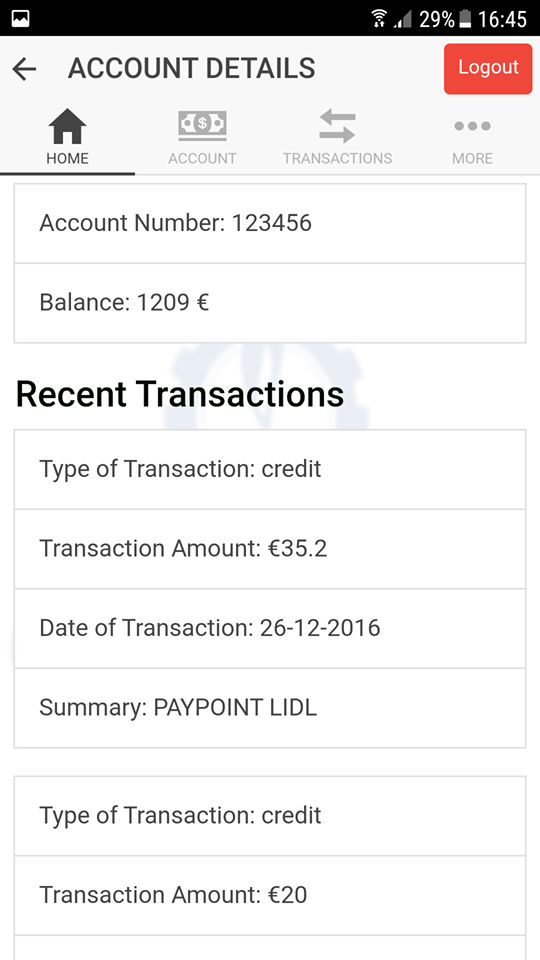 29% 16:45
ACCOUNT DETAILS
Logout
HOME
ACCOUNT
TRANSACTIONS
MORE
Account Number: 123456
Balance: 1209 €
Recent Transactions
Type of Transaction: credit
Transaction Amount: €35.2
Date of Transaction: 26-12-2016
Summary: PAYPOINT LIDL
Type of Transaction: credit
Transaction Amount: €20